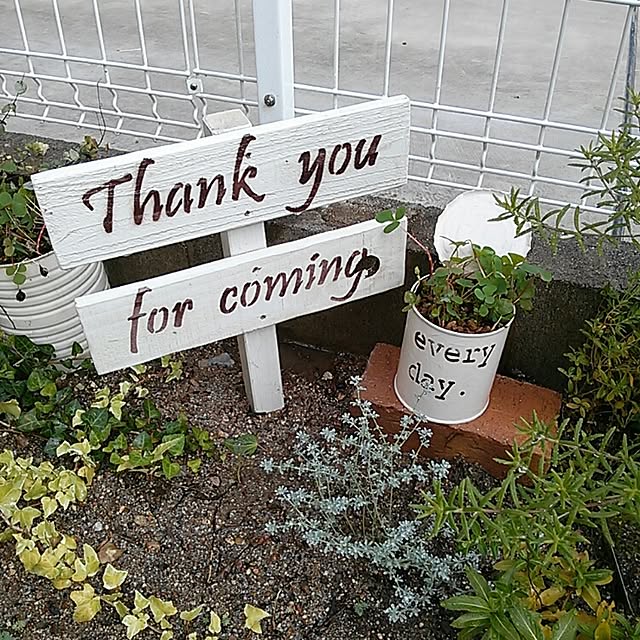 Thank you
for coming
every
day.